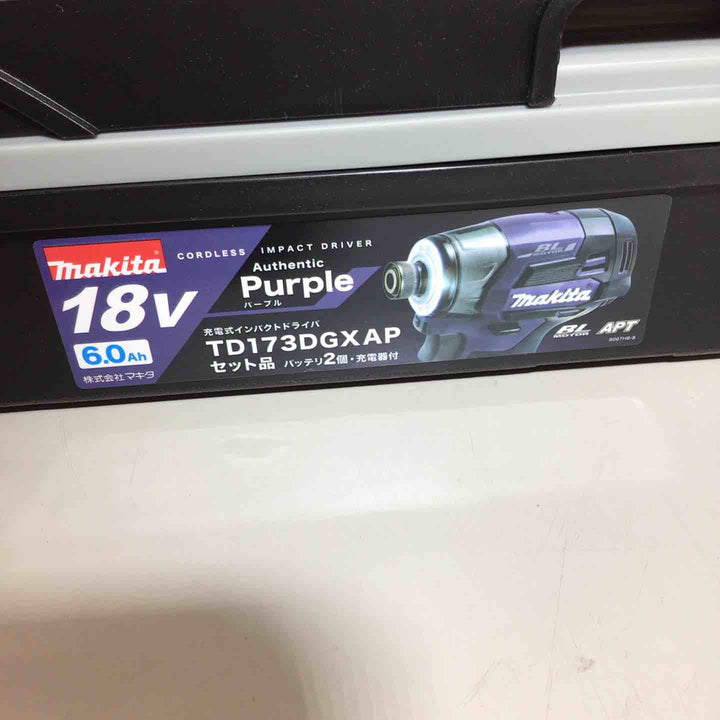 makita
18V
6.0Ah
株式会社マキタ
CORDLESS IMPACT DRIVER
Authentic
Purple
パープル
充電式インパクトドライバ
TD173DGXAP
セット品 バッテリ2個・充電器付
BL
makita
BL
MOTOR
APT